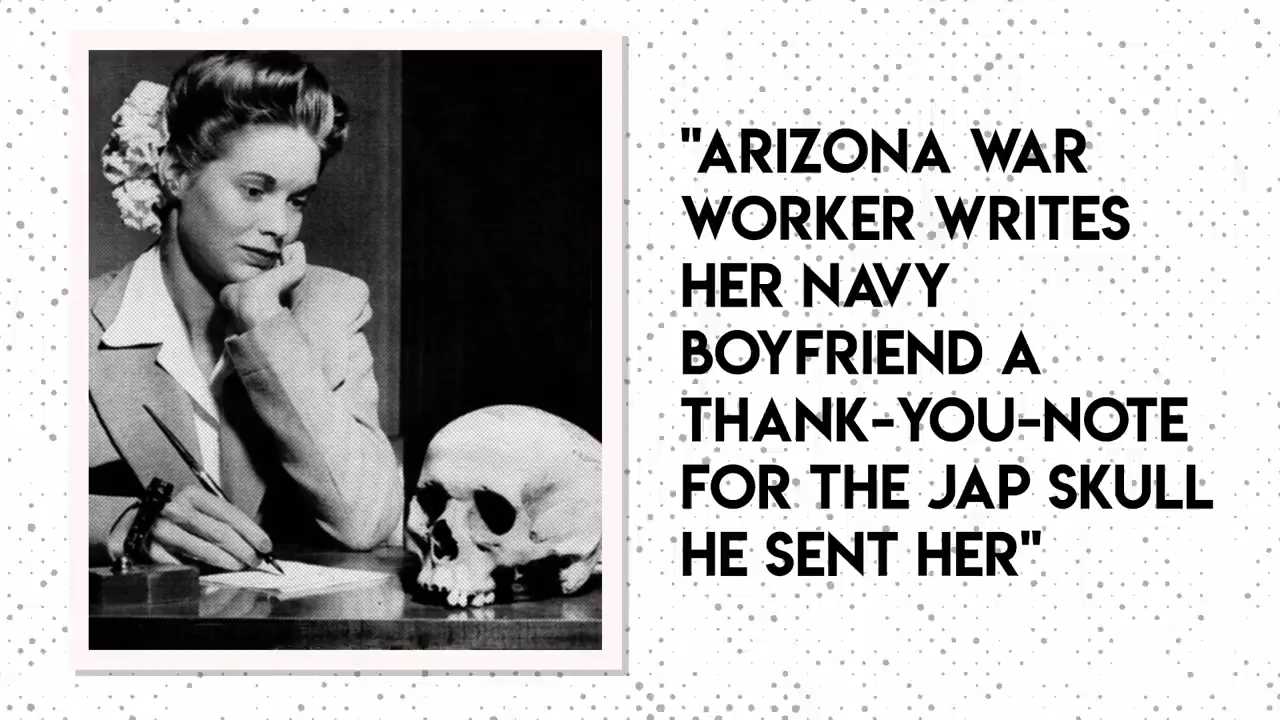 "ARIZONA WAR
WORKER WRITES
HER NAVY
BOYFRIEND A
THANK-YOU-NOTE
FOR THE JAP SKULL
HE SENT HER"